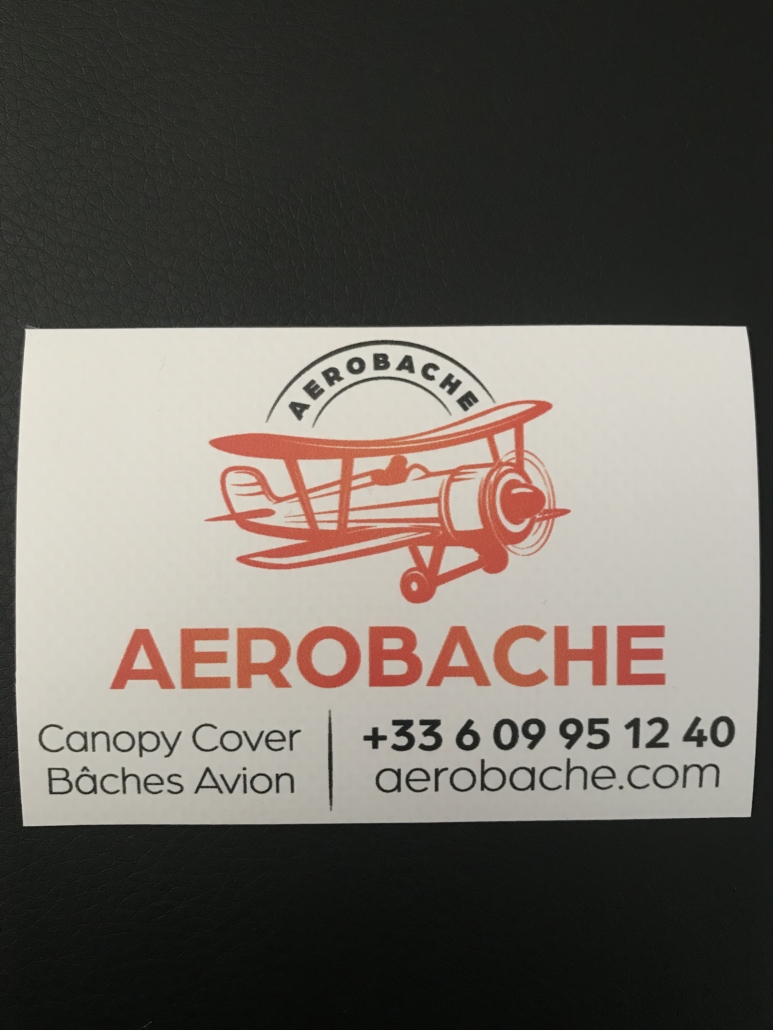 AEROBACHE
AEROBACHE
Canopy Cover
Bâches Avion
+33 6 09 95 12 40
aerobache.com